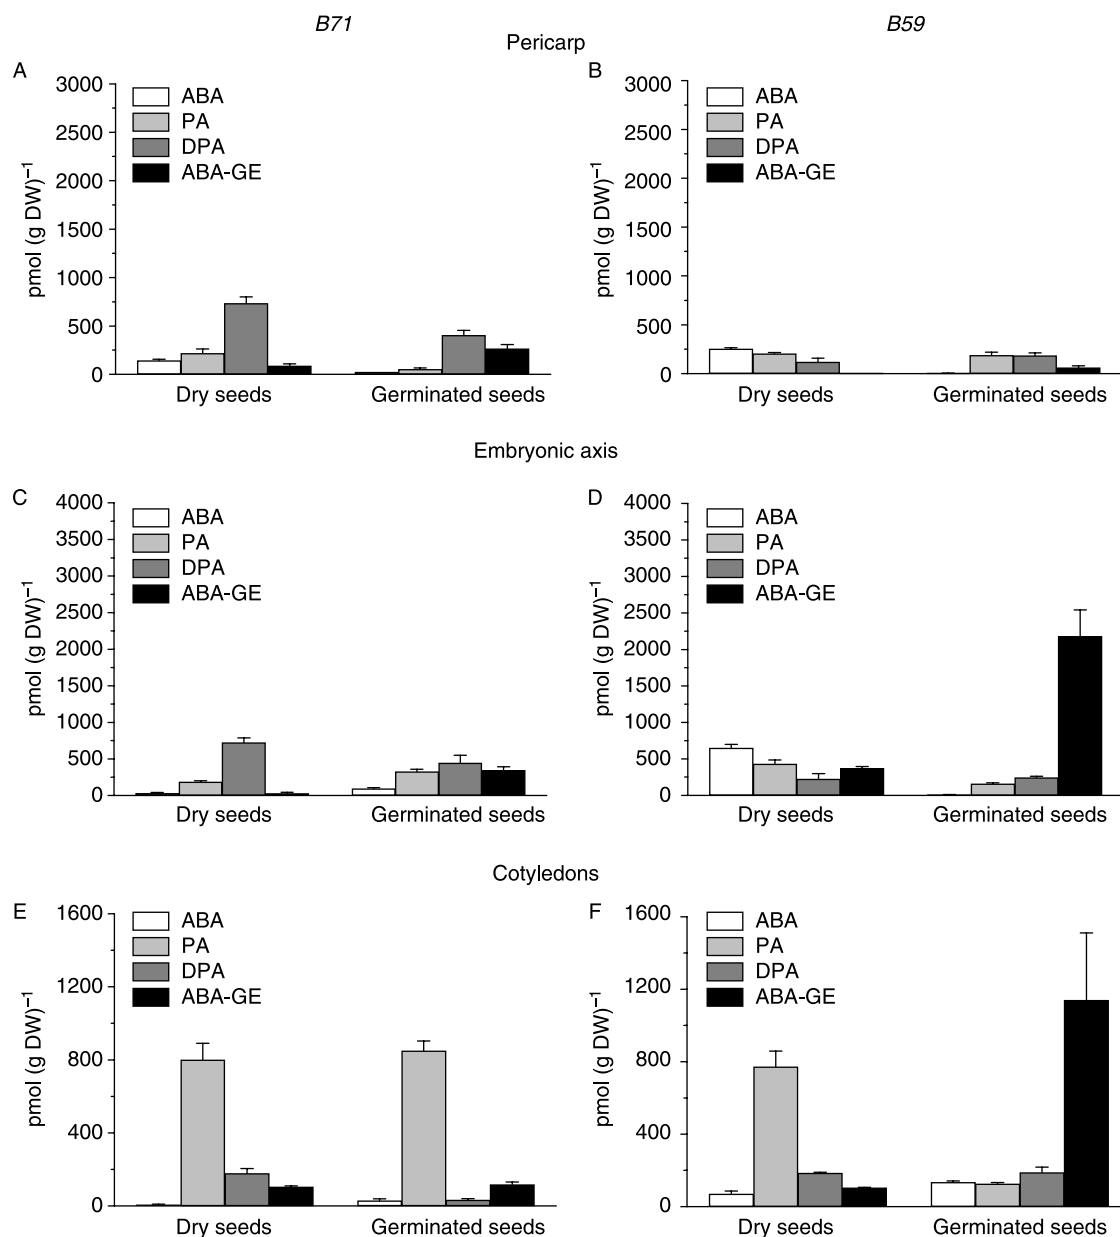 B71
B59
Pericarp
A
3000
2500
2000
1500
1000
500
0
pmol (g DW)⁻¹
ABA
PA
DPA
ABA-GE
Dry seeds
Germinated seeds
B
3000
2500
2000
1500
1000
500
0
pmol (g DW)⁻¹
ABA
PA
DPA
ABA-GE
Dry seeds
Germinated seeds
Embryonic axis
C
4000
3500
3000
2500
2000
1500
1000
500
0
pmol (g DW)⁻¹
ABA
PA
DPA
ABA-GE
Dry seeds
Germinated seeds
D
4000
3500
3000
2500
2000
1500
1000
500
0
pmol (g DW)⁻¹
ABA
PA
DPA
ABA-GE
Dry seeds
Germinated seeds
Cotyledons
E
1600
1200
800
400
0
pmol (g DW)⁻¹
ABA
PA
DPA
ABA-GE
Dry seeds
Germinated seeds
F
1600
1200
800
400
0
pmol (g DW)⁻¹
ABA
PA
DPA
ABA-GE
Dry seeds
Germinated seeds